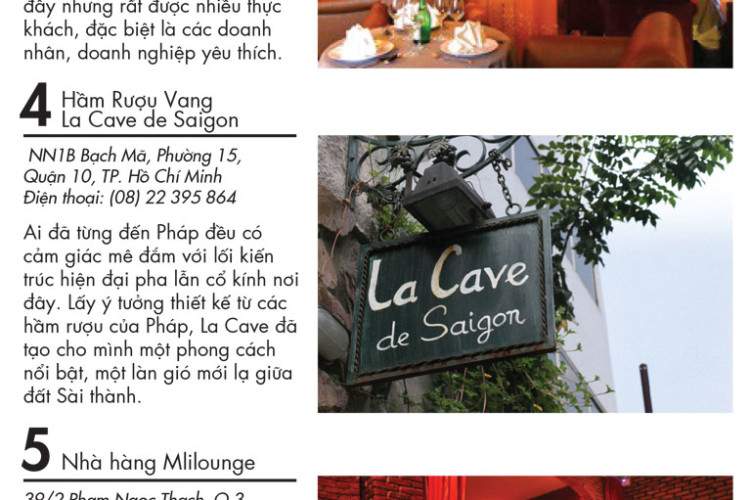 đây nhưng rất được nhiều thực
khách, đặc biệt là các doanh
nhân, doanh nghiệp yêu thích.
4 Hầm Rượu Vang
La Cave de Saigon
NN1B Bạch Mã, Phường 15,
Quận 10, TP. Hồ Chí Minh
Điện thoại: (08) 22 395 864
Ai đã từng đến Pháp đều có
cảm giác mê đắm với lối kiến
trúc hiện đại pha lẫn cổ kính nơi
đây. Lấy ý tưởng thiết kế từ các
hầm rượu của Pháp, La Cave đã
tạo cho mình một phong cách
nổi bật, một làn gió mới lạ giữa
đất Sài thành.
La Cave
de Saigon
5 Nhà hàng Mlilounge
39/2 Phạm Ngọc Thạch, Q.3